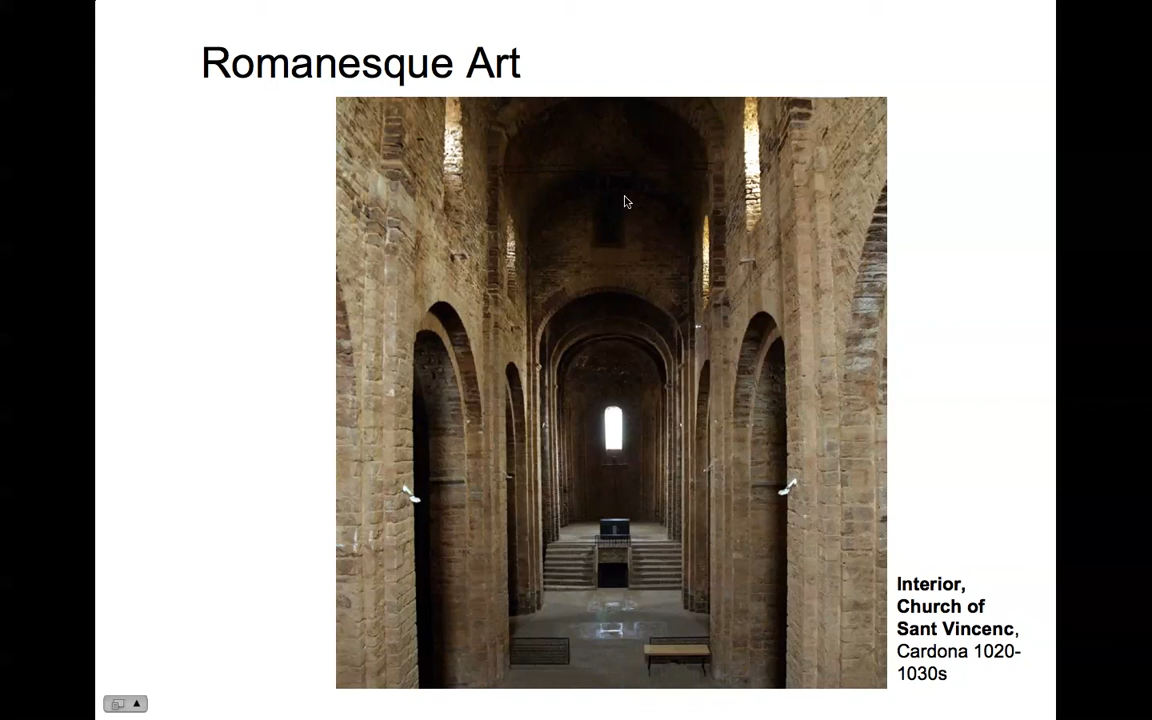 Romanesque Art
Interior,
Church of
Sant Vincenc,
Cardona 1020-
1030s